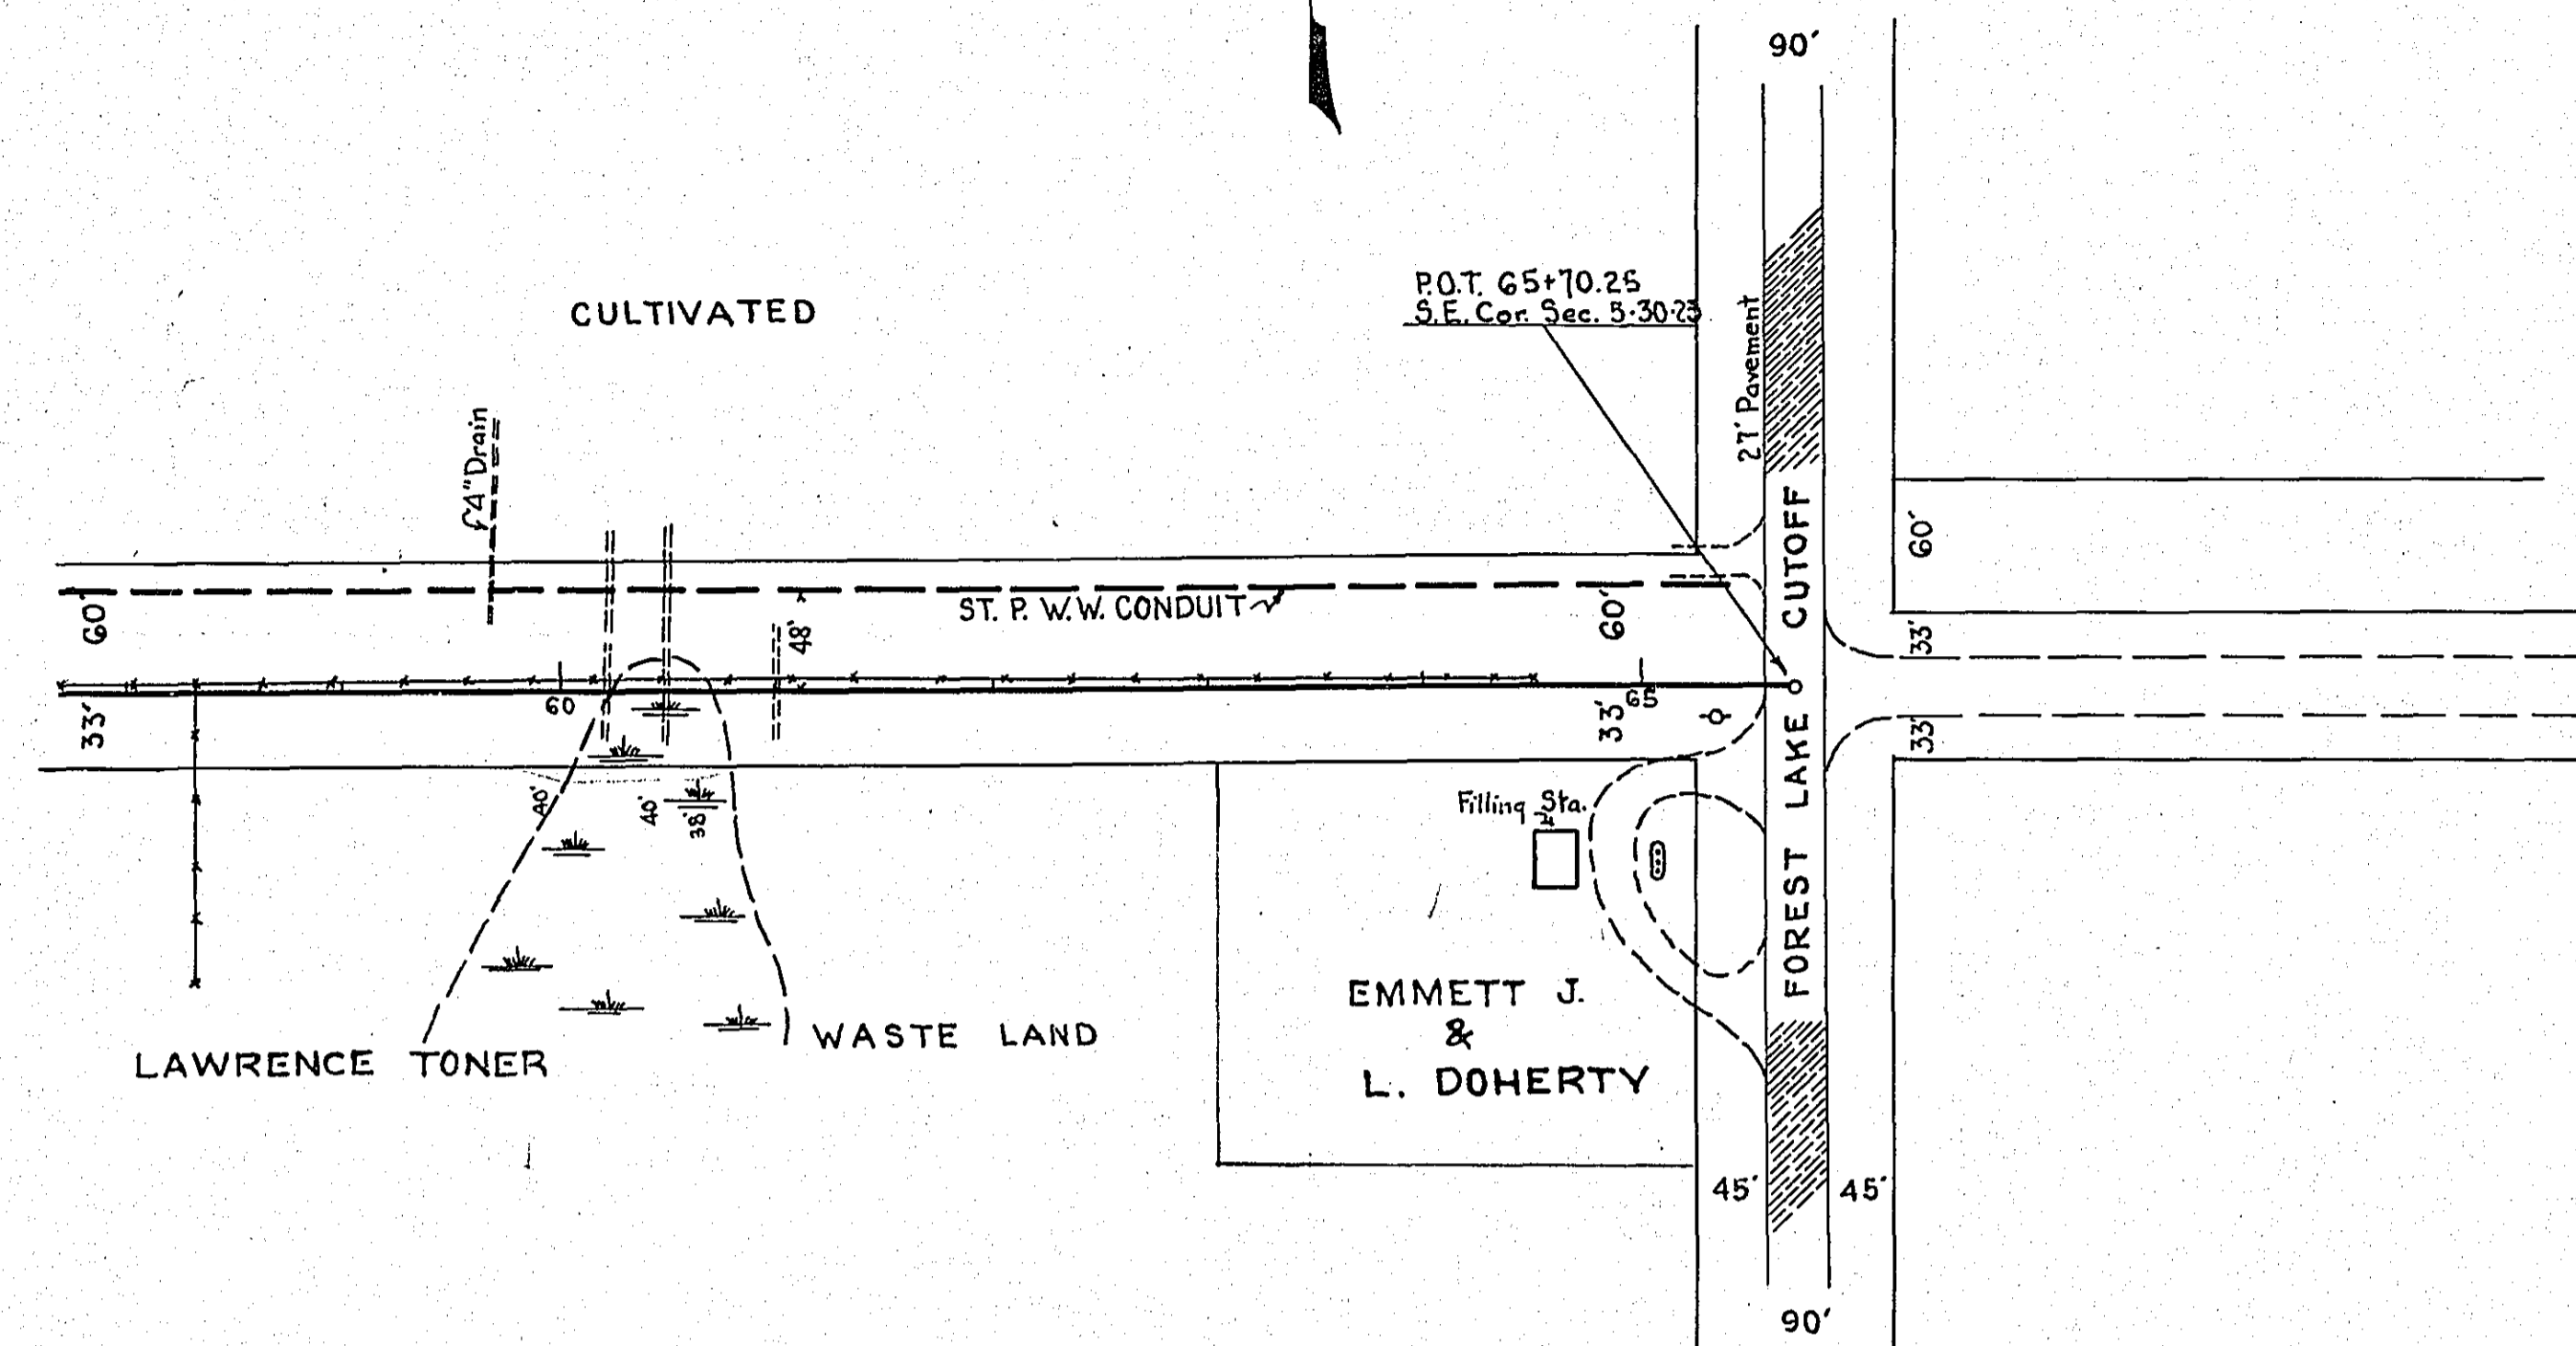 90'
P.O.T. 65+70.25
S.E. Cor. Sec. 5-30-23
CULTIVATED
27' Pavement
4" Drain
60'
60'
ST. P. W.W. CONDUIT
48'
60'
33'
60
65
33'
33'
33'
FOREST LAKE CUTOFF
40'
40'
38'
Filling Sta.
EMMETT J.
&
L. DOHERTY
WASTE LAND
LAWRENCE TONER
45'
45'
90'